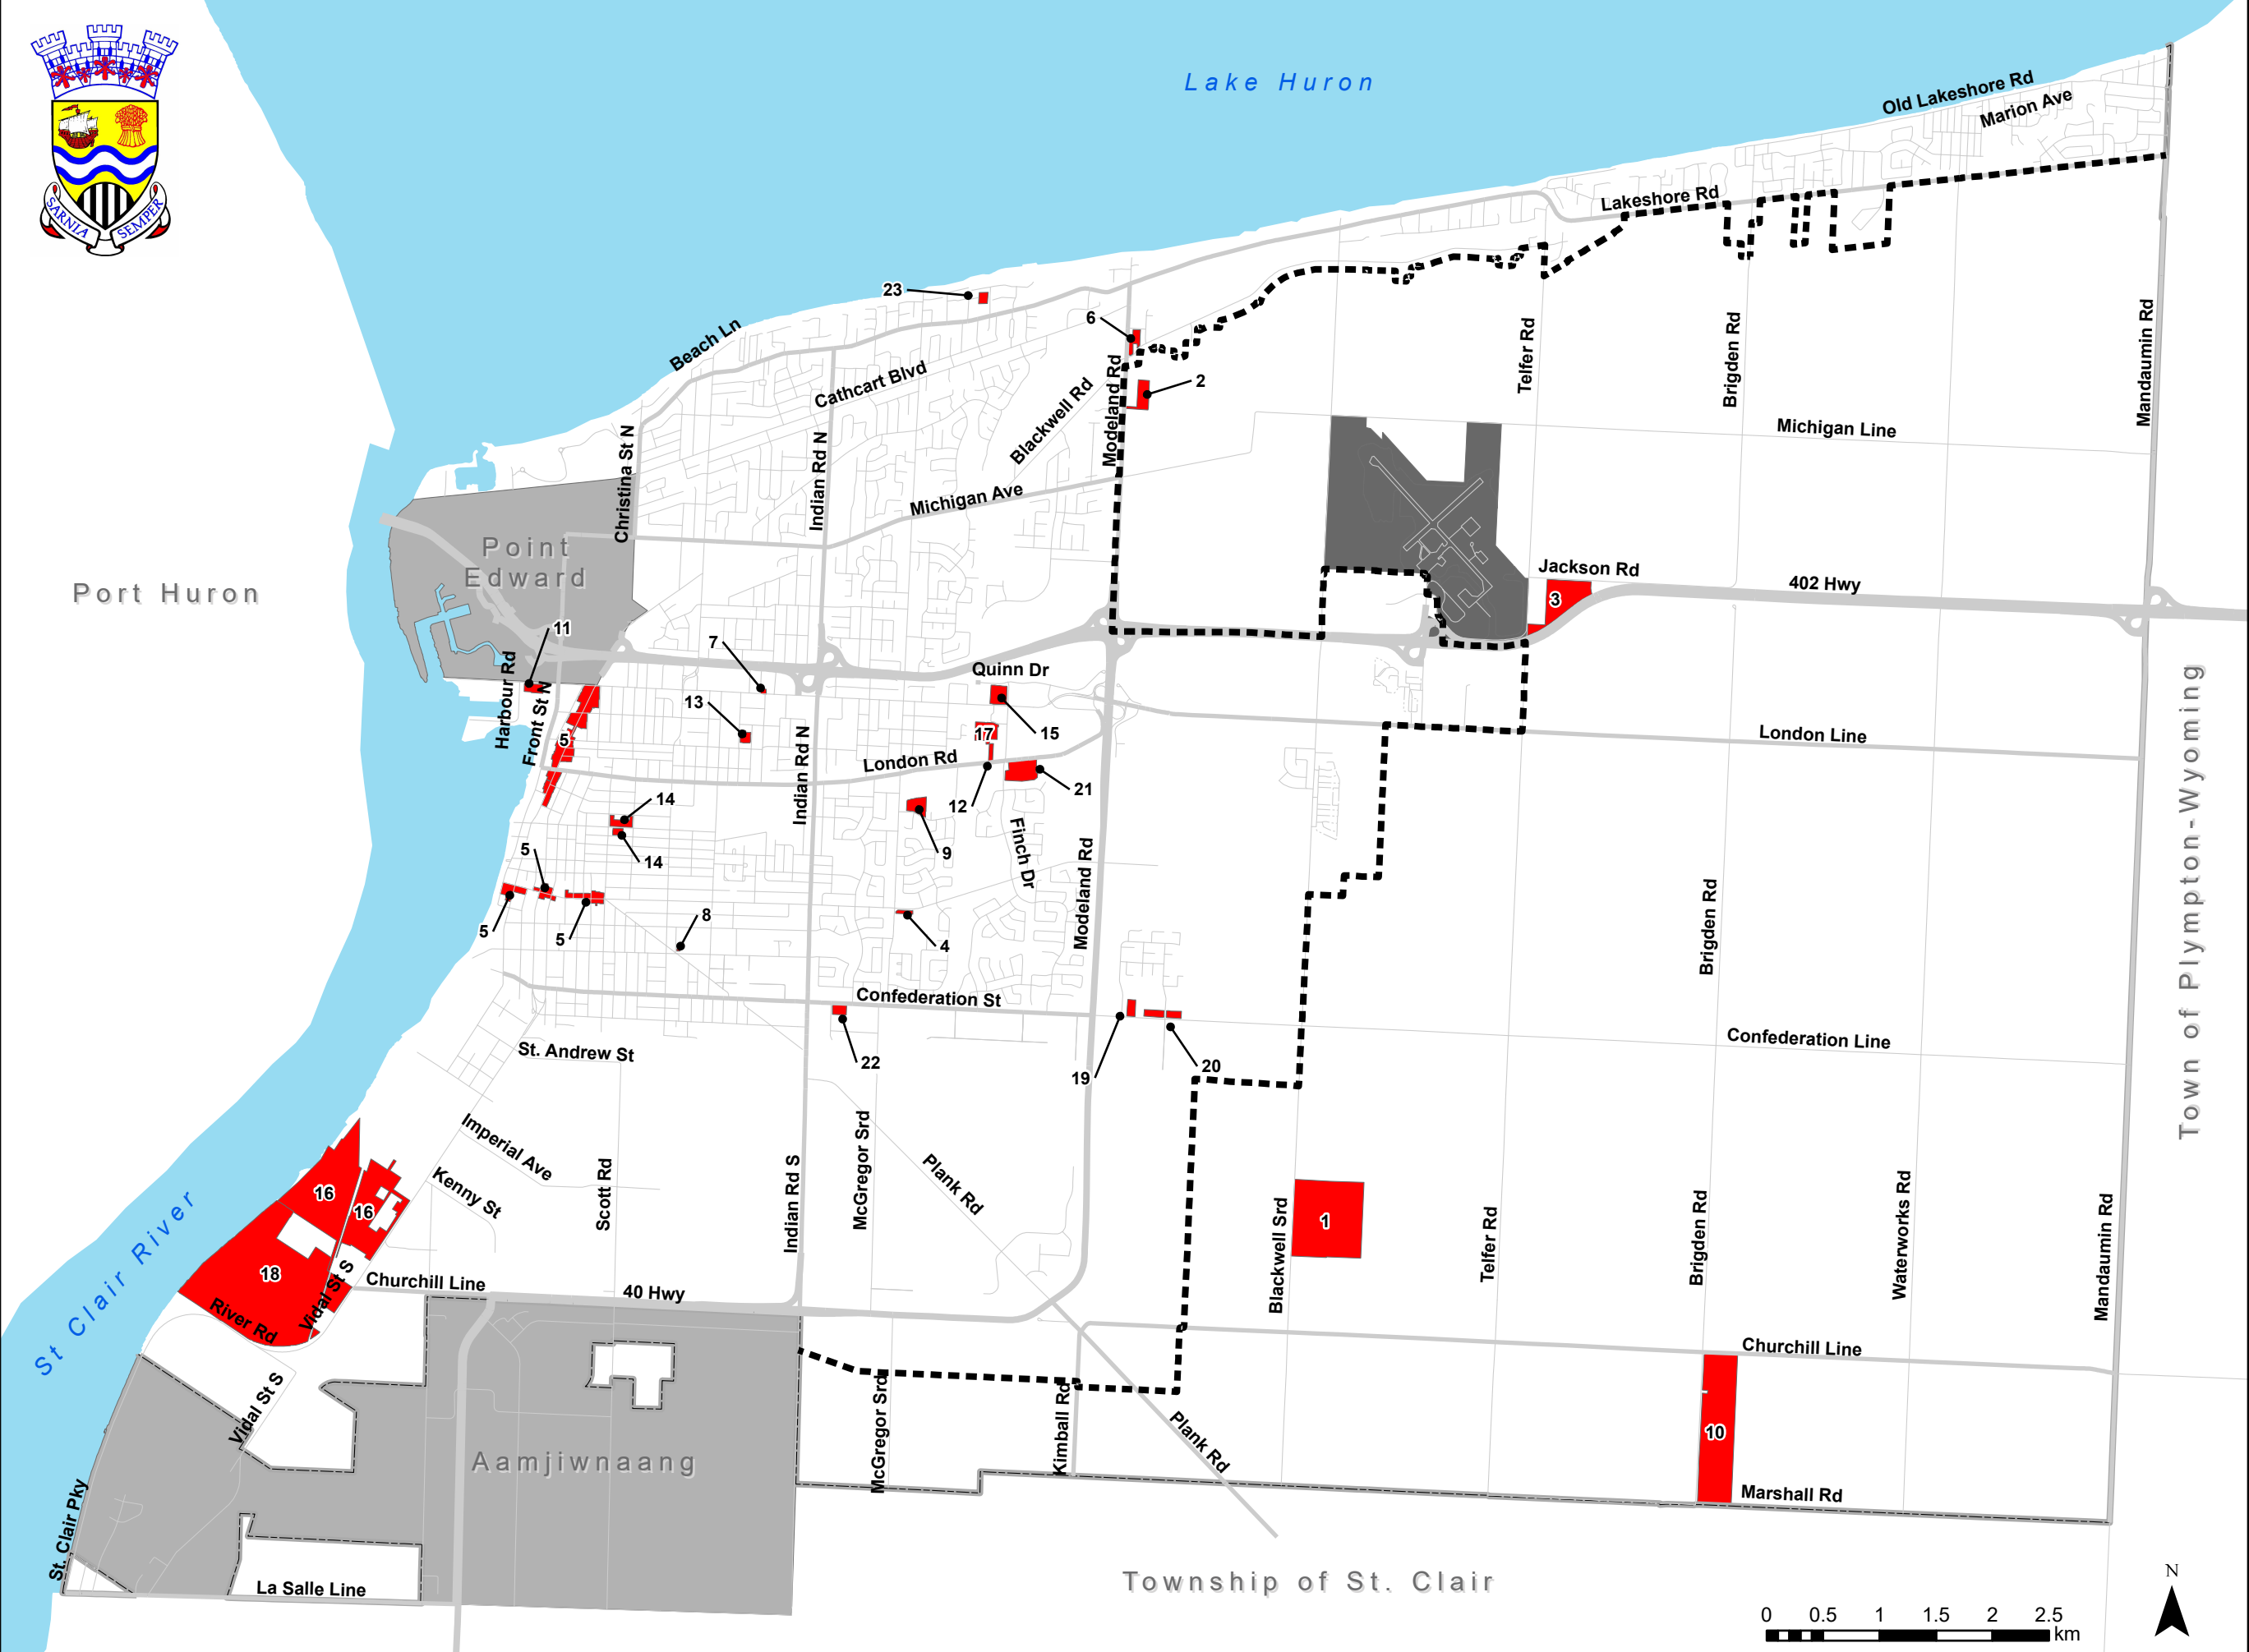 Lake Huron
Old Lakeshore Rd
Marion Ave
SARNIA
SEMPER
Lakeshore Rd
23
6
Beach Ln
Mandaumin Rd
Telfer Rd
Brigden Rd
Cathcart Blvd
2
Modeland Rd
Blackwell Rd
Michigan Line
Christina St N
Indian Rd N
Michigan Ave
Point
Edward
Port Huron
Jackson Rd
402 Hwy
3
11
7
Quinn Dr
Harbour Rd
Front St N
13
15
17
5
London Line
London Rd
Indian Rd N
21
12
14
14
9
Finch Dr
5
Modeland Rd
Town of Plympton-Wyoming
5
5
8
4
Brigden Rd
Confederation St
Confederation Line
St. Andrew St
22
19
20
Imperial Ave
Kenny St
Scott Rd
McGregor Srd
Plank Rd
Indian Rd S
16
16
St Clair River
18
1
Blackwell Srd
Telfer Rd
Brigden Rd
Waterworks Rd
Mandaumin Rd
Vidal St S
River Rd
Churchill Line
40 Hwy
Churchill Line
Vidal St S
McGregor Srd
Kimball Rd
Plank Rd
10
Aamjiwnaang
Marshall Rd
St. Clair Pky
La Salle Line
Township of St. Clair
N
0 0.5 1 1.5 2 2.5
km